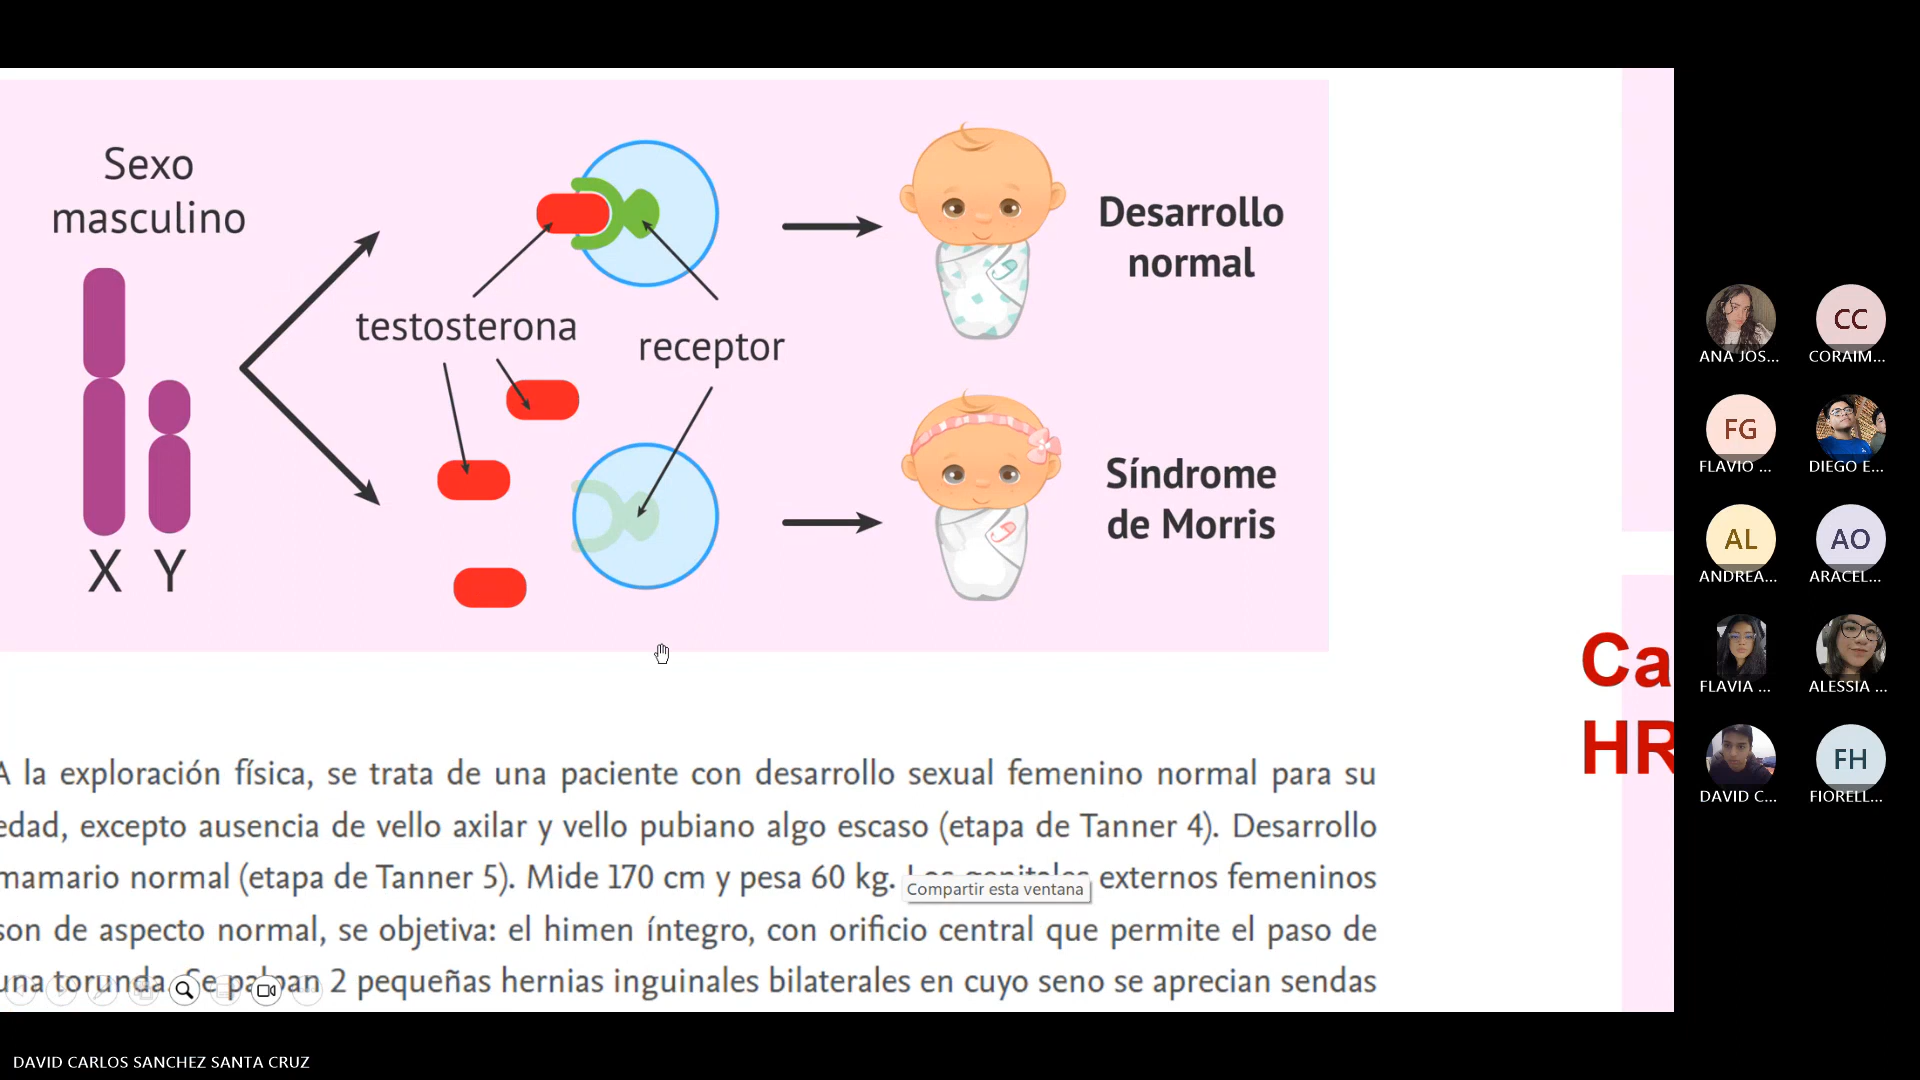 Sexo
masculino
X Y
testosterona
receptor
Desarrollo
normal
Síndrome
de Morris
A la exploración física, se trata de una paciente con desarrollo sexual femenino normal para su
edad, excepto ausencia de vello axilar y vello pubiano algo escaso (etapa de Tanner 4). Desarrollo
mamario normal (etapa de Tanner 5). Mide 170 cm y pesa 60 kg. Los genitales externos femeninos
Compartir esta ventana
son de aspecto normal, se objetiva: el himen íntegro, con orificio central que permite el paso de
una torunda. Se palpan 2 pequeñas hernias inguinales bilaterales en cuyo seno se aprecian sendas
Ca
HR
ANA JOS...
CC
CORAIM...
FG
FLAVIO ...
DIEGO E...
AL
ANDREA...
AO
ARACEL...
FLAVIA ...
ALESSIA ...
DAVID C...
FH
FIORELL...
DAVID CARLOS SANCHEZ SANTA CRUZ